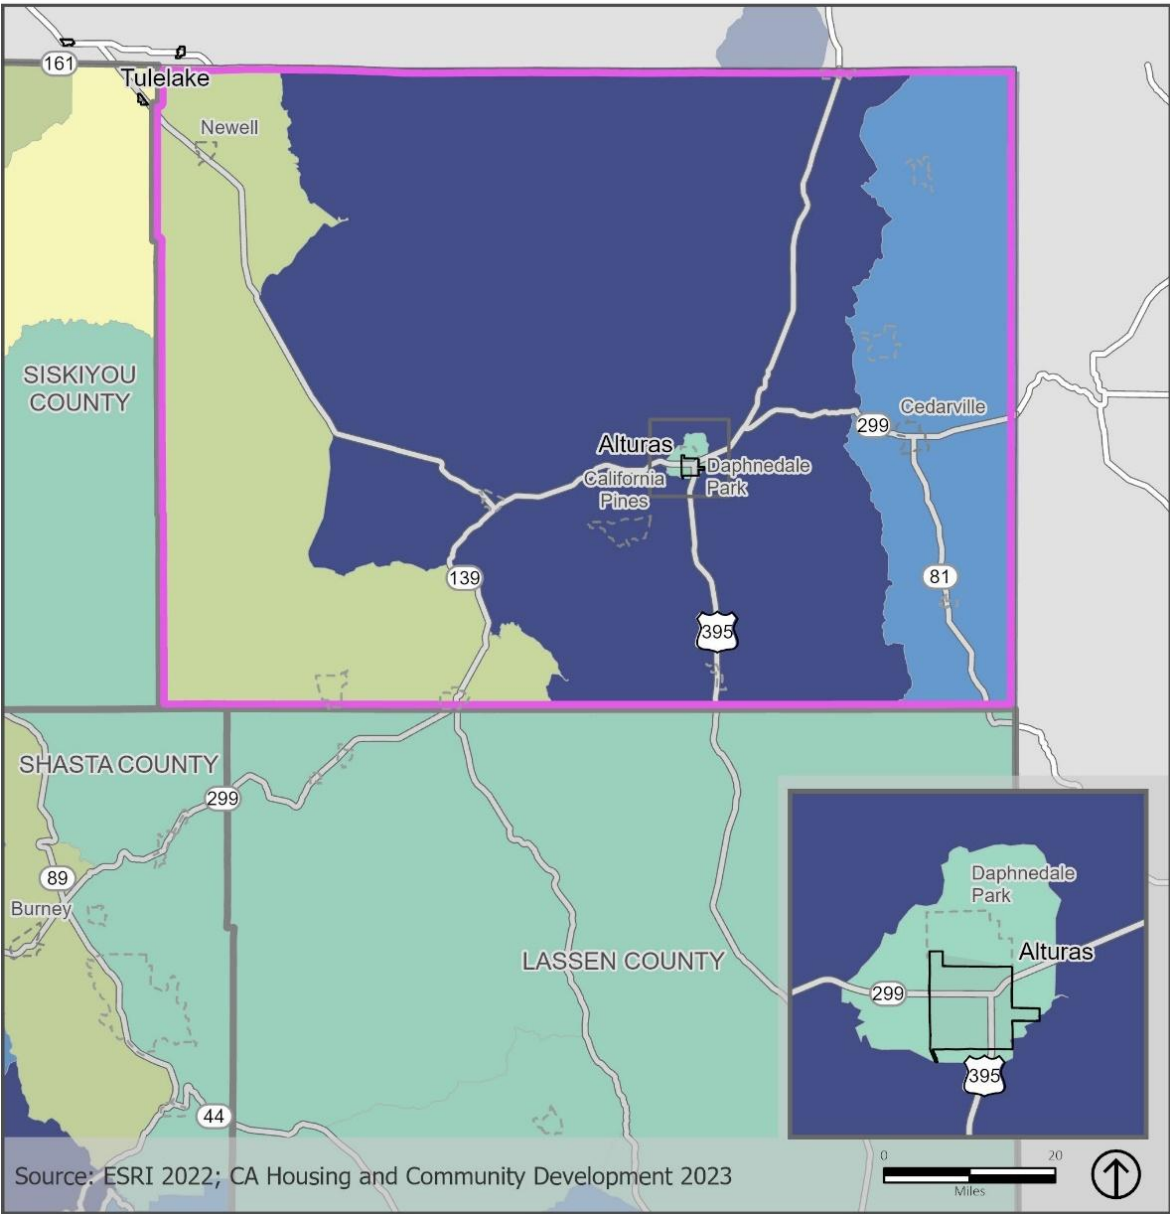 161
Tulelake
Newell
SISKIYOU
COUNTY
Cedarville
299
Alturas
Daphnedale
Park
California
Pines
139
81
395
SHASTA COUNTY
299
89
Burney
LASSEN COUNTY
Daphnedale
Park
Alturas
299
395
44
Source: ESRI 2022; CA Housing and Community Development 2023
0 20
Miles